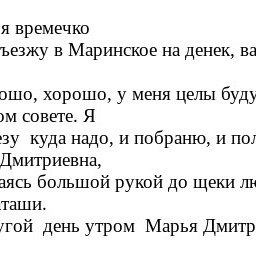 я времечко
ъезжу в Маринское на денек, ва
ошо, хорошо, у меня целы буду
ом совете. Я
езу куда надо, и побраню, и пол
Дмитриевна,
аясь большой рукой до щеки лю
таши.
угой день утром Марья Дмитр